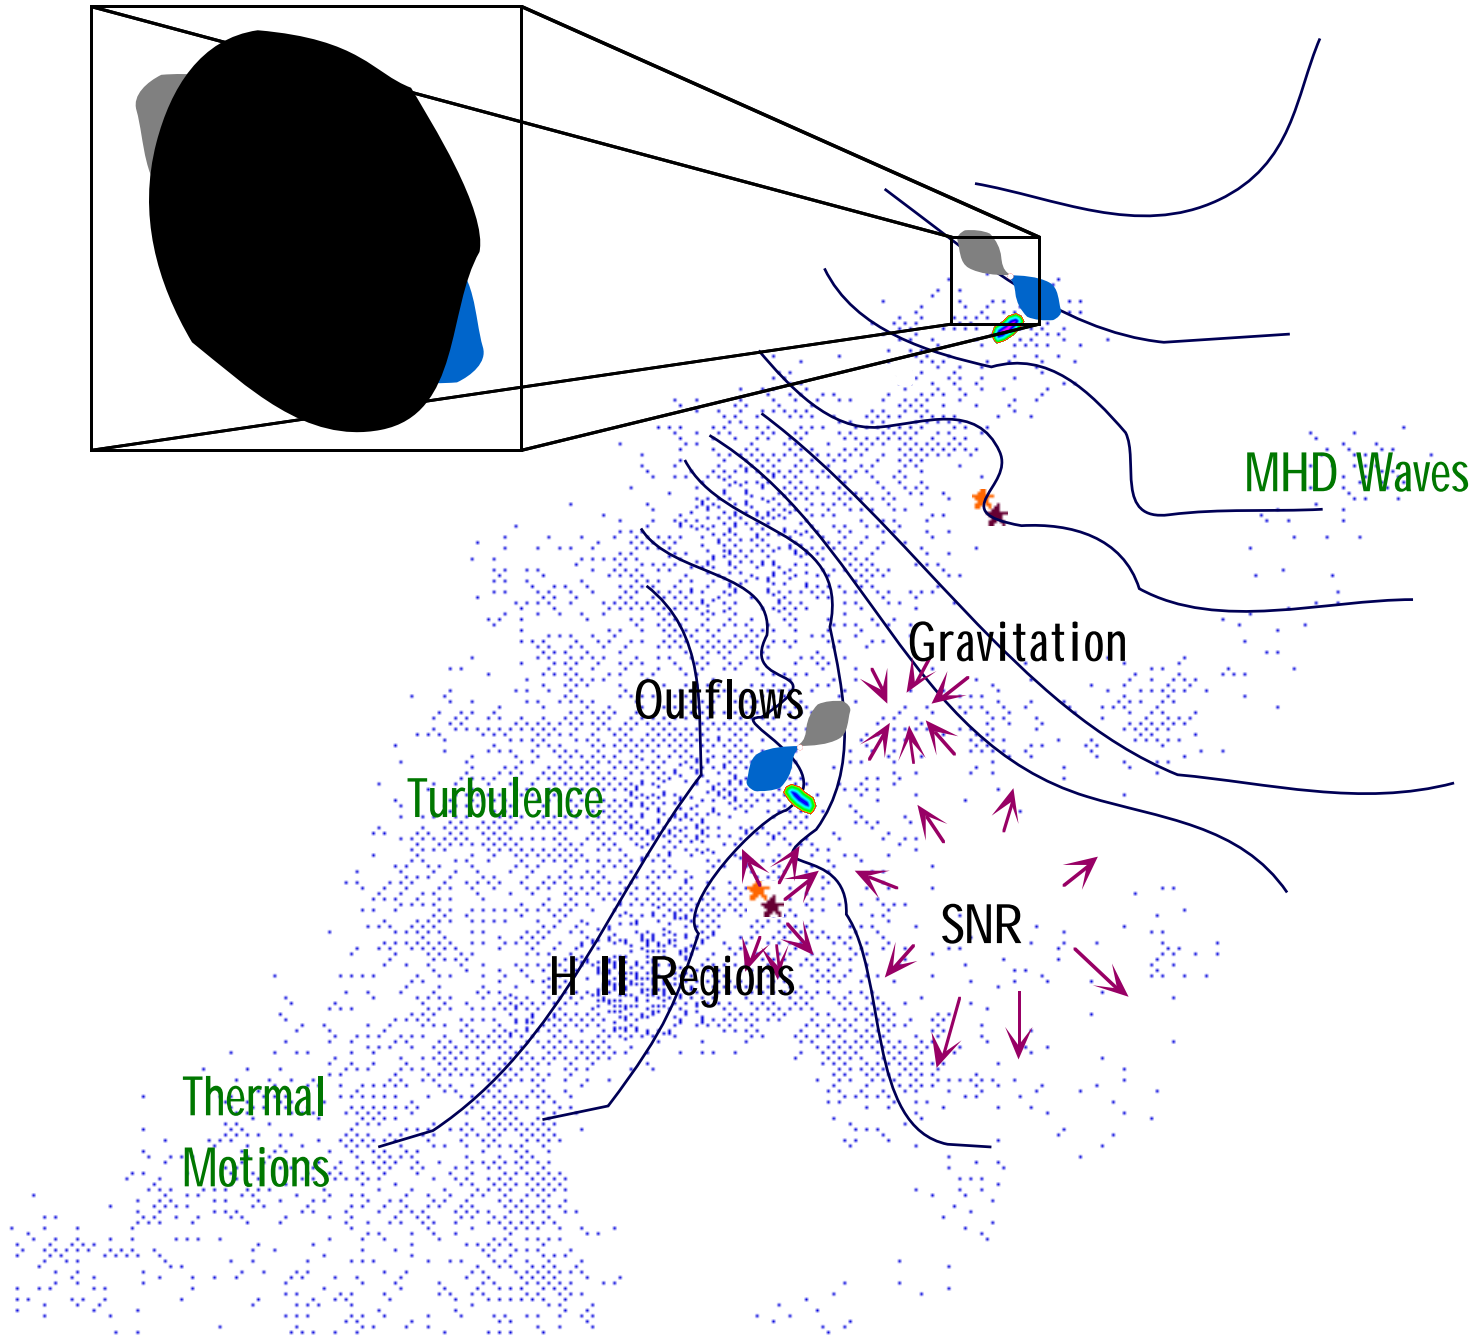 MHD Waves
Gravitation
Outflows
Turbulence
SNR
H II Regions
Thermal
Motions